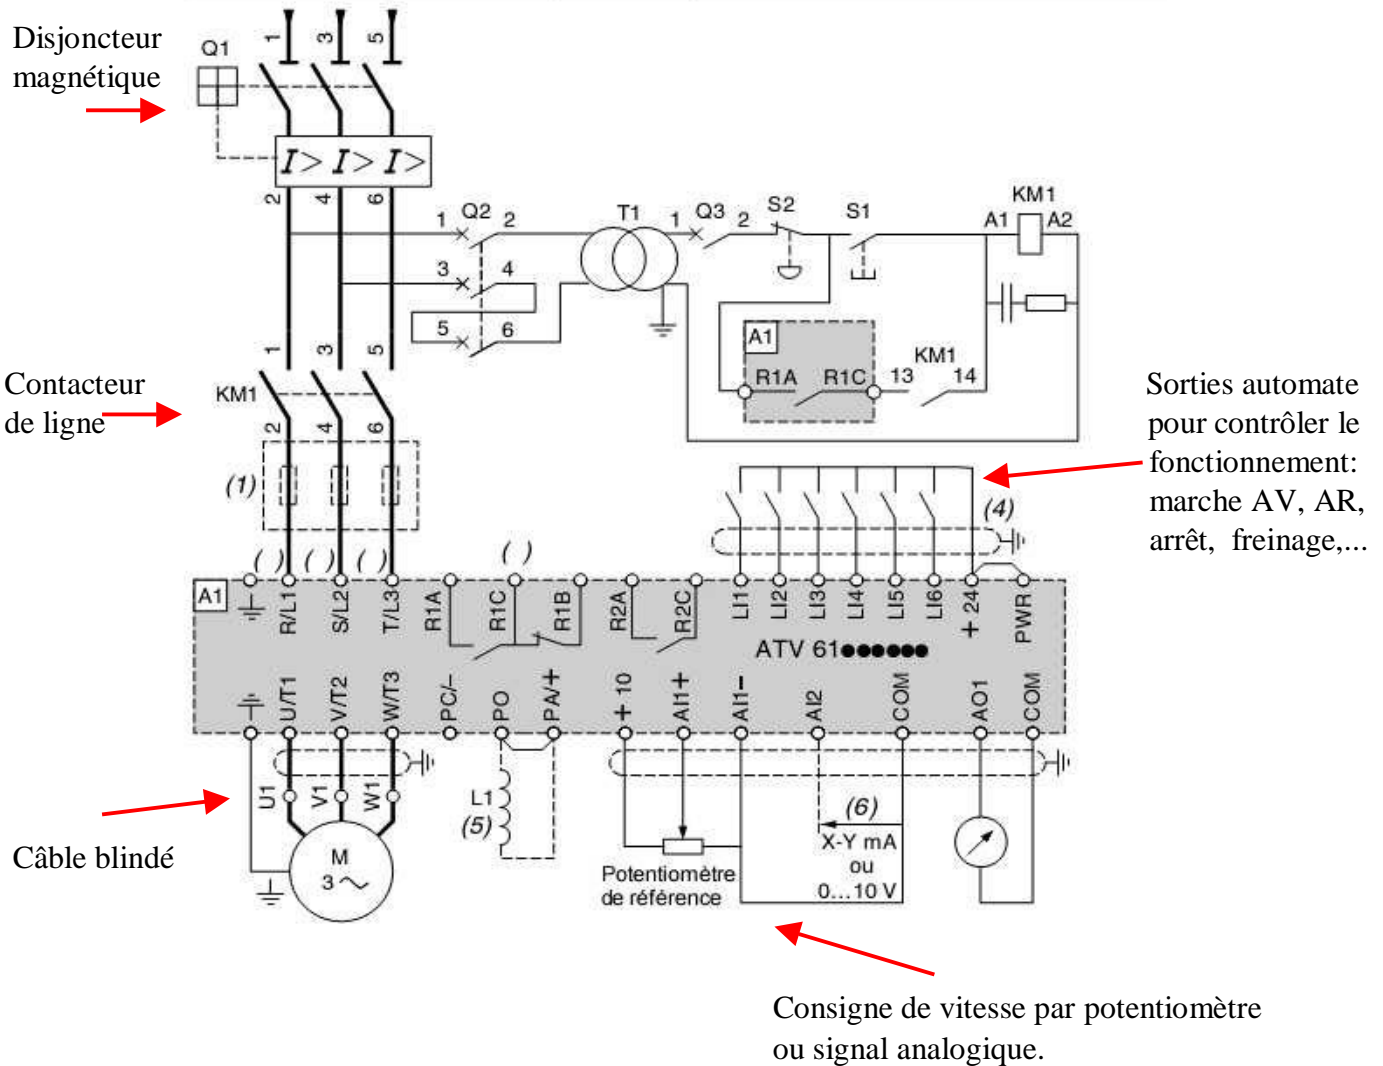 Disjoncteur
magnétique
Q1
1 3 5
I> I> I>
2 4 6
1 Q2 2
3 4
5 6
T1
1 Q3 2
S2
S1
KM1
A1 A2
A1
R1A R1C
KM1
13 14
Contacteur
de ligne
KM1
1 3 5
2 4 6
(1)
( ) ( ) ( )
( )
(4)
Sorties automate
pour contrôler le
fonctionnement:
marche AV, AR,
arrêt, freinage,...
A1
R/L1 S/L2 T/L3 R1A R1C R1B R2A R2C LI1 LI2 LI3 LI4 LI5 LI6 +24 PWR
ATV 61●●●●●●
U/T1 V/T2 W/T3 PC/- PO PA/+ +10 AI1+ AI1- AI2 COM AO1 COM
U1 V1 W1
M
3
L1
(5)
Câble blindé
Potentiomètre
de référence
(6)
X-Y mA
ou
0...10 V
Consigne de vitesse par potentiomètre
ou signal analogique.